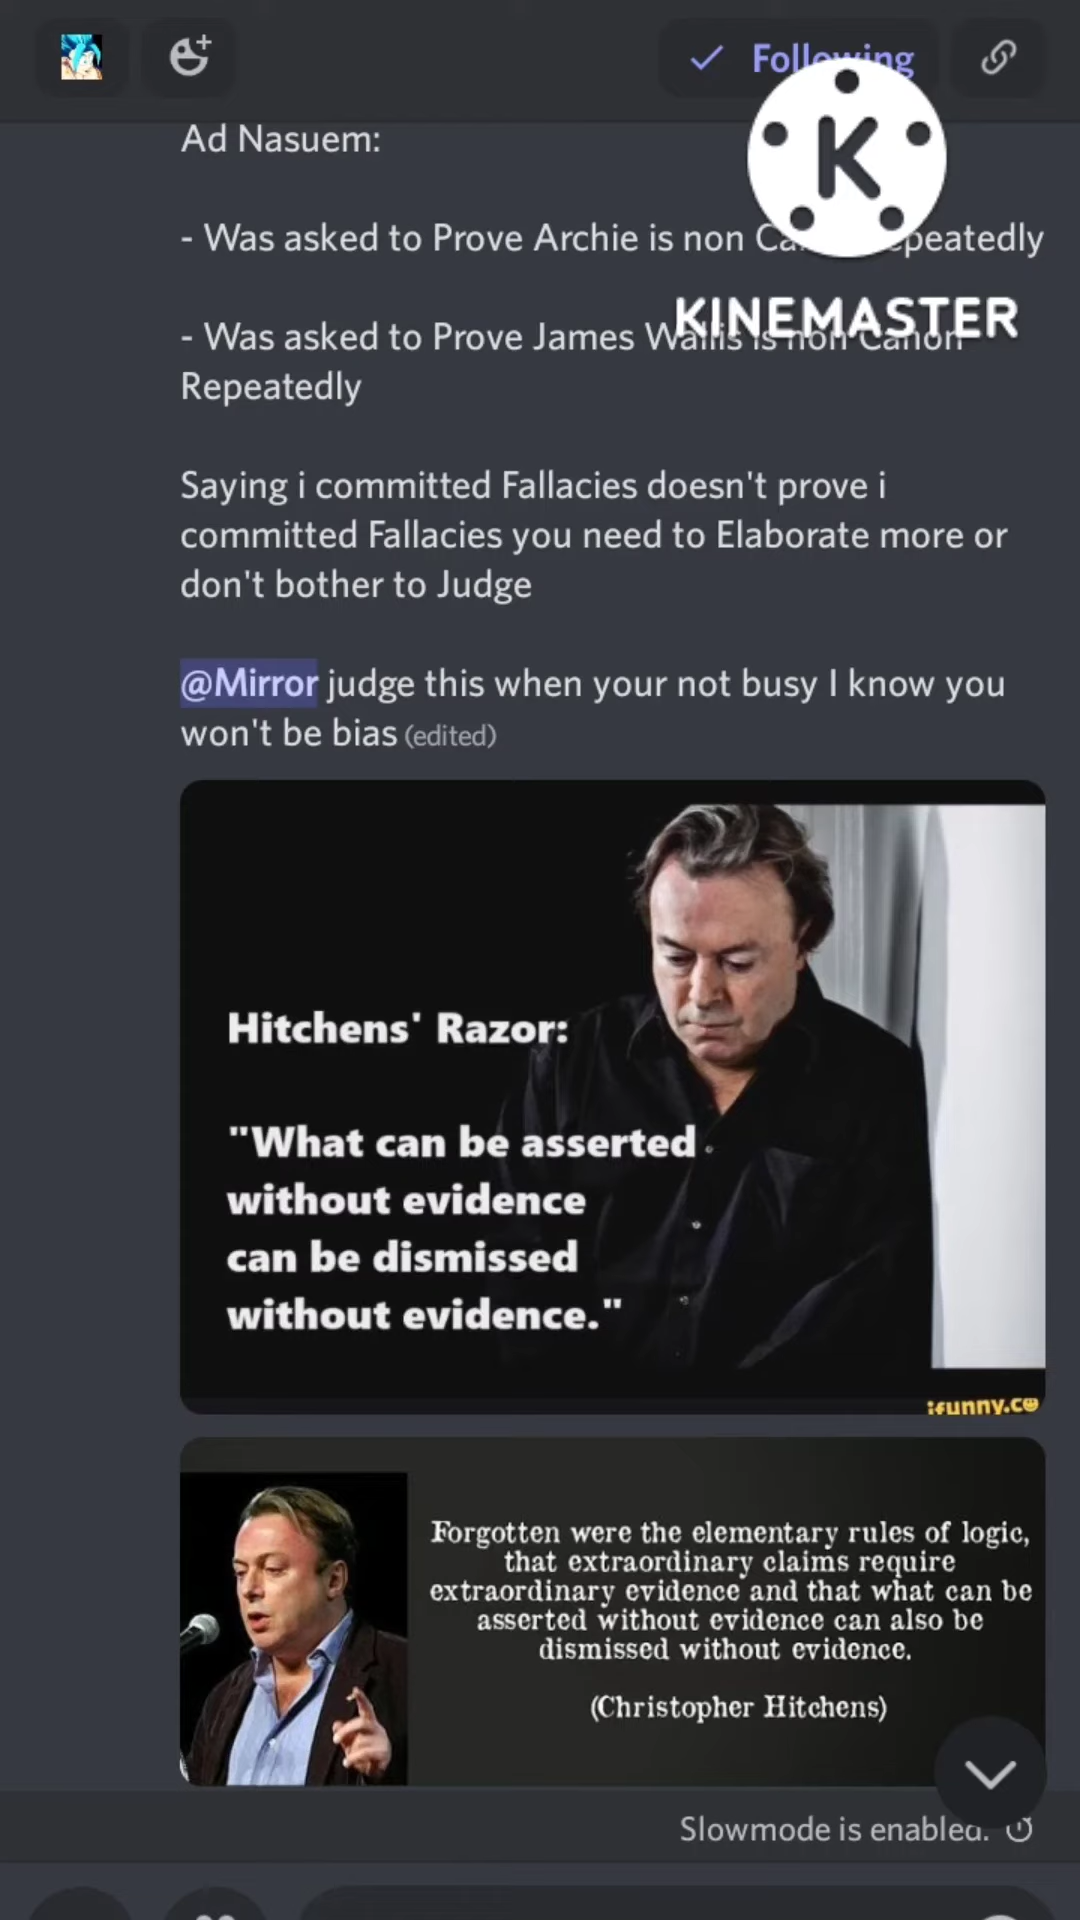 Following
Ad Nasuem:
- Was asked to Prove Archie is non Repeatedly
KINEMASTER
- Was asked to Prove James Wallis is non Canon
Repeatedly
Saying i committed Fallacies doesn't prove i
committed Fallacies you need to Elaborate more or
don't bother to Judge
@Mirror judge this when your not busy I know you
won't be bias (edited)
Hitchens' Razor:
"What can be asserted
without evidence
can be dismissed
without evidence."
ifunny.co
Forgotten were the elementary rules of logic,
that extraordinary claims require
extraordinary evidence and that what can be
asserted without evidence can also be
dismissed without evidence.
(Christopher Hitchens)
Slowmode is enabled.